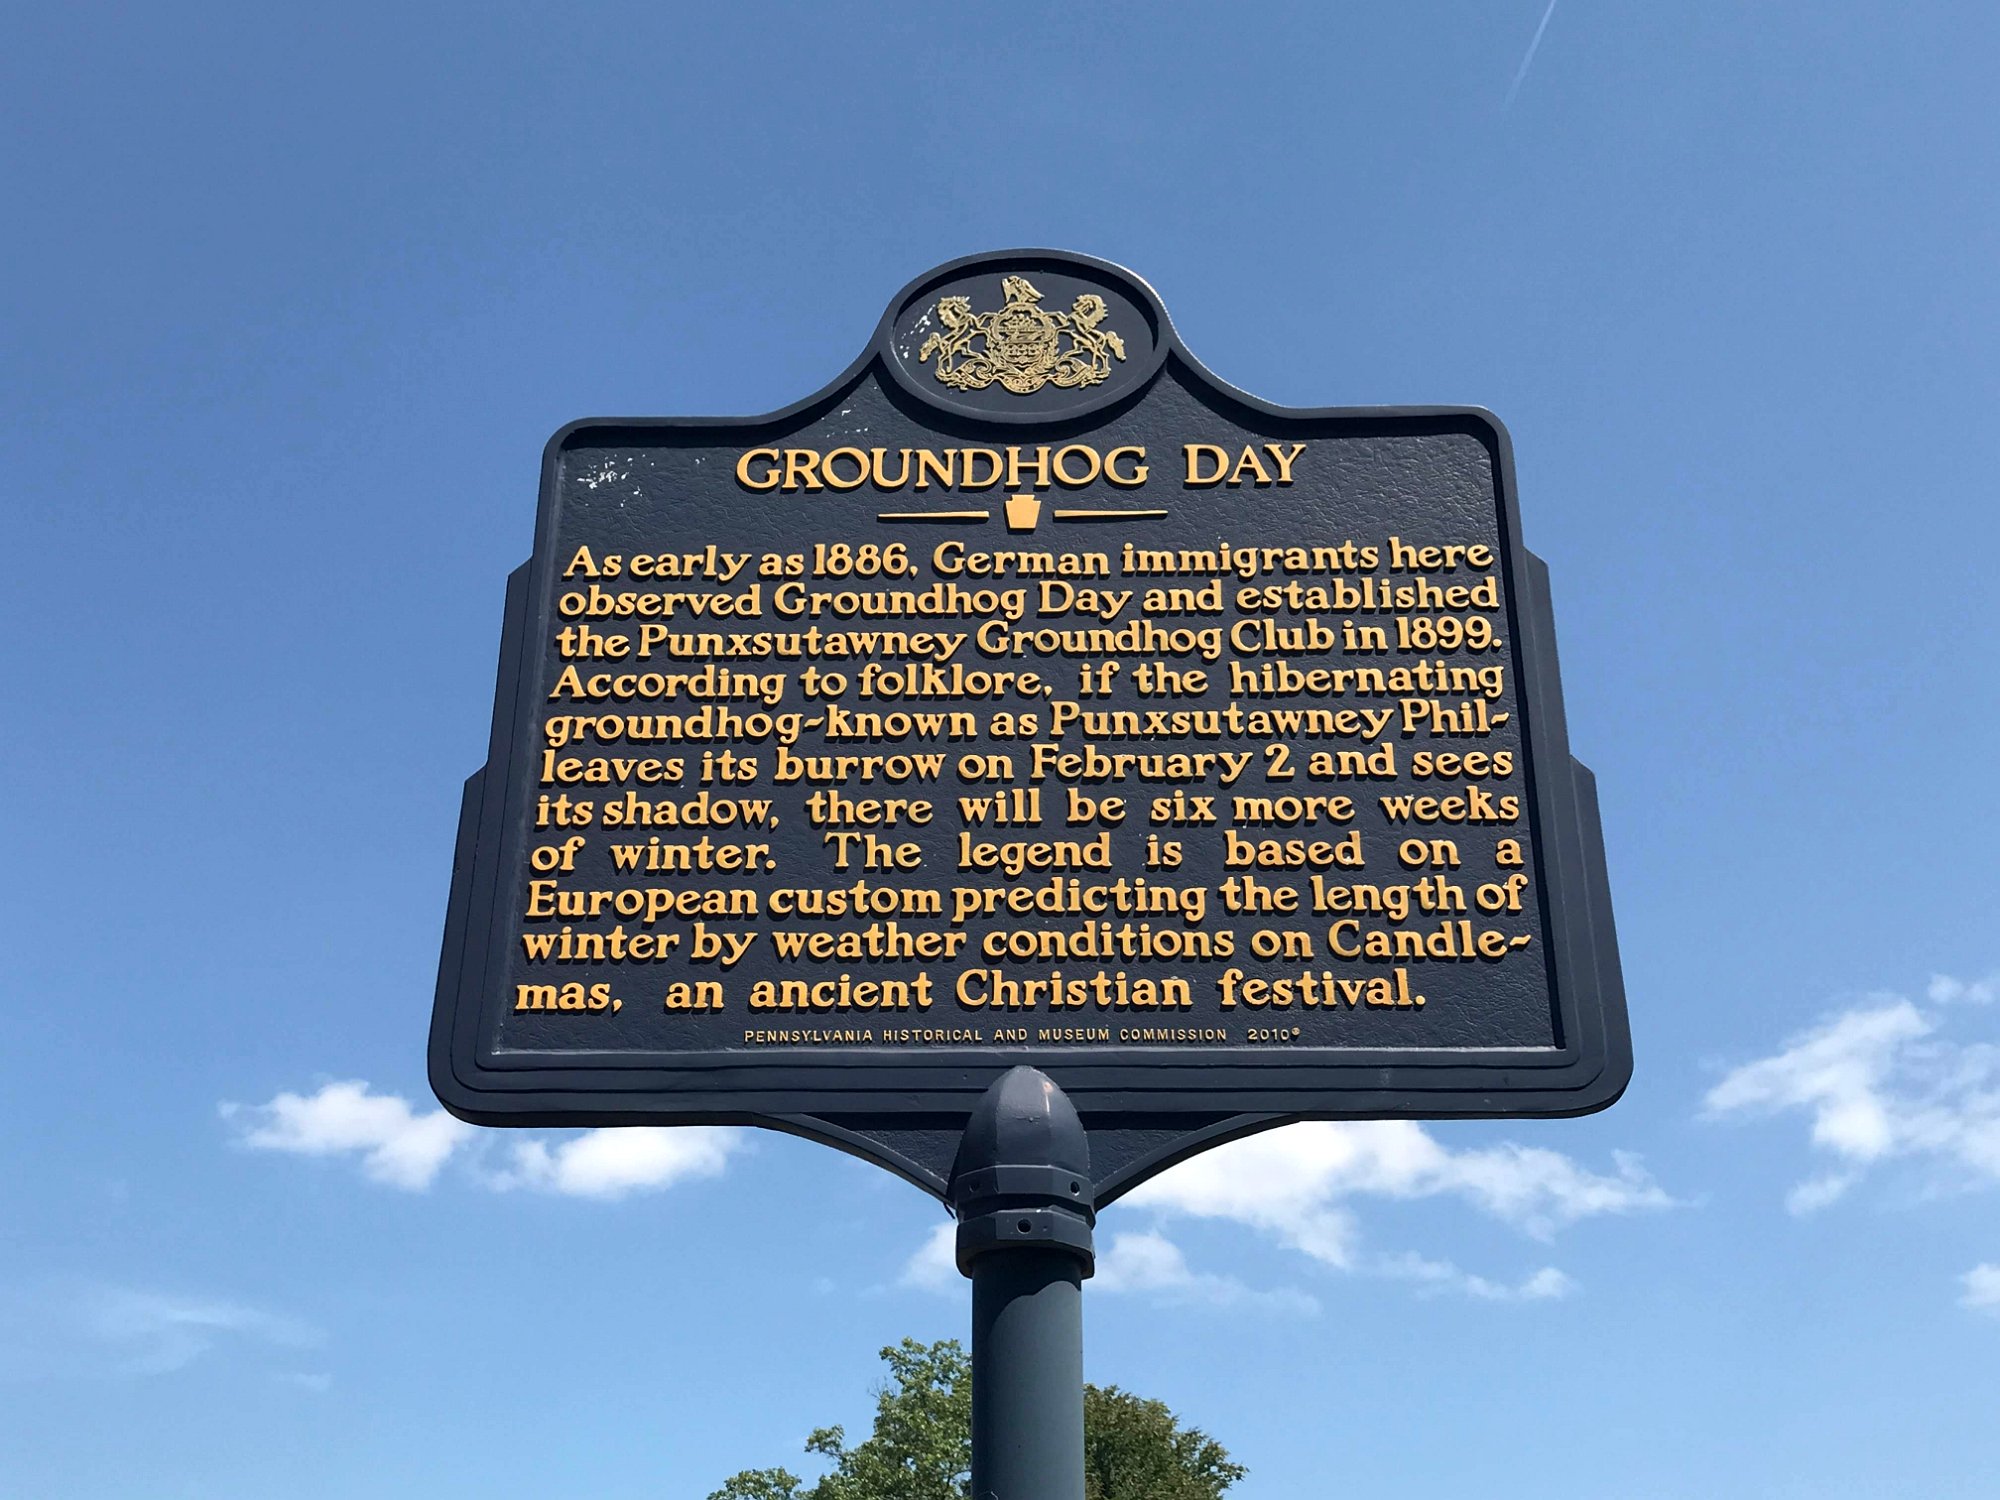 GROUNDHOG DAY
As early as 1886, German immigrants here
observed Groundhog Day and established
the Punxsutawney Groundhog Club in 1899.
According to folklore, if the hibernating
groundhog-known as Punxsutawney Phil-
leaves its burrow on February 2 and sees
its shadow, there will be six more weeks
of winter. The legend is based on a
European custom predicting the length of
winter by weather conditions on Candle-
mas, an ancient Christian festival.
PENNSYLVANIA HISTORICAL AND MUSEUM COMMISSION 2010®